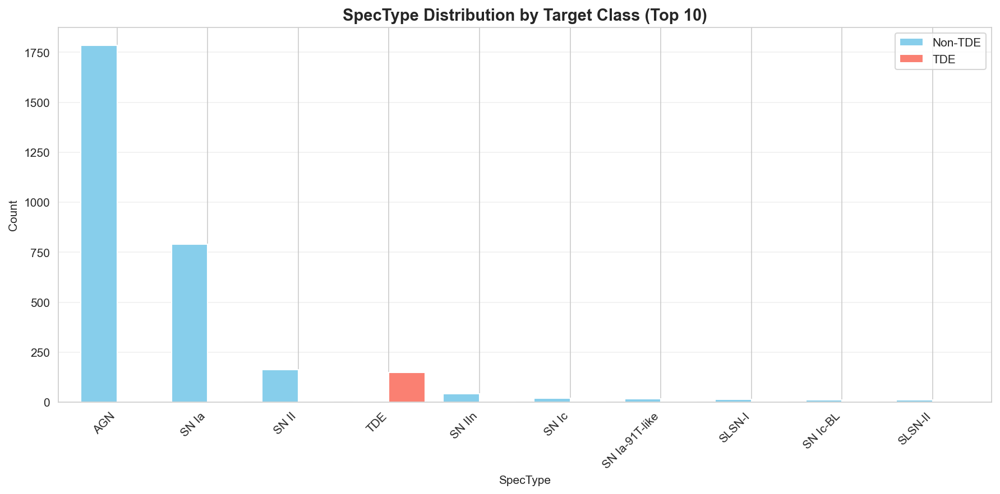 SpecType Distribution by Target Class (Top 10)
Non-TDE
TDE
Count
1750
1500
1250
1000
750
500
250
0
AGN
SN Ia
SN II
TDE
SN IIn
SN Ic
SN Ia-91T-like
SLSN-I
SN Ic-BL
SLSN-II
SpecType